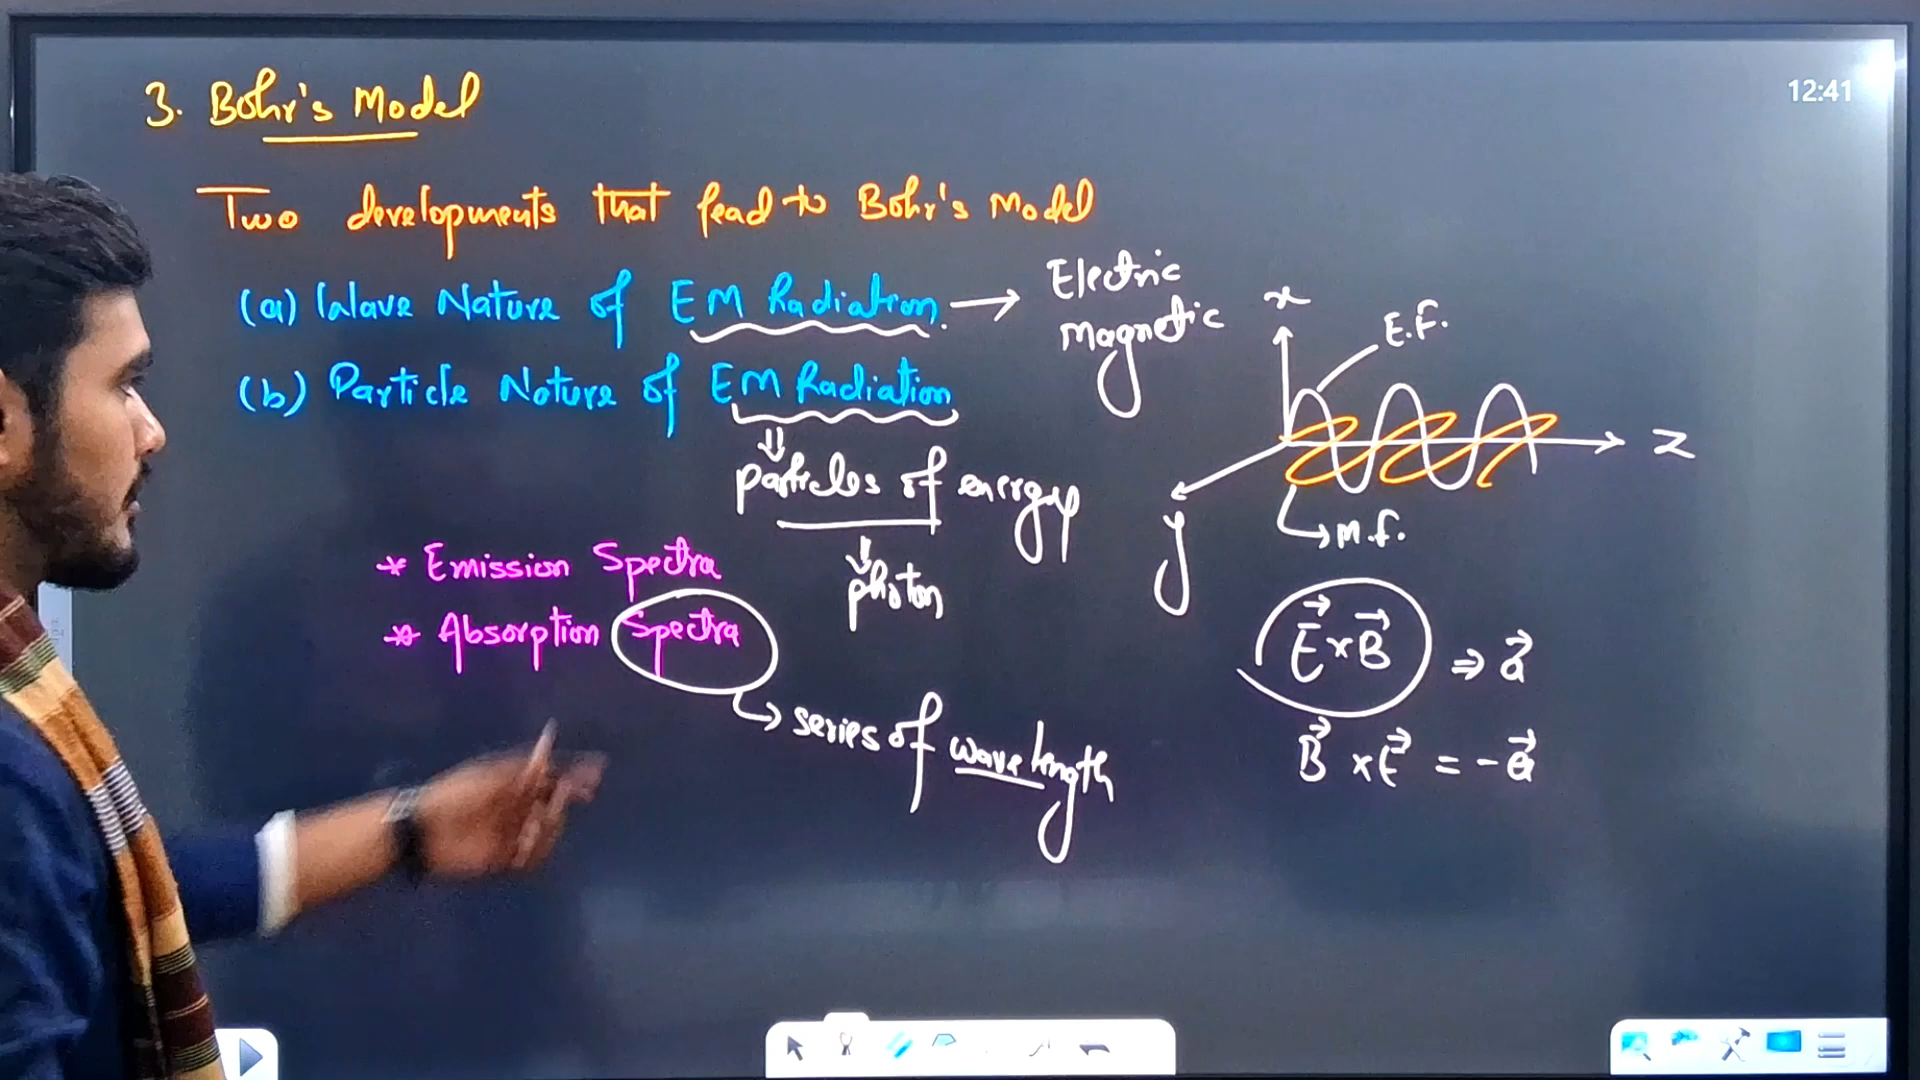 12:41
3. Bohr's Model
Two developments that lead to Bohr's Model
(a) Wave Nature of EM Radiation. → Electric
Magnetic
(b) Particle Nature of EM Radiation
particles of energy
photon
* Emission Spectra
* Absorption Spectra
series of wavelength
x
E.F.
z
y
M.F.
E⃗ × B⃗ ⇒ a⃗
B⃗ × E⃗ = -a⃗